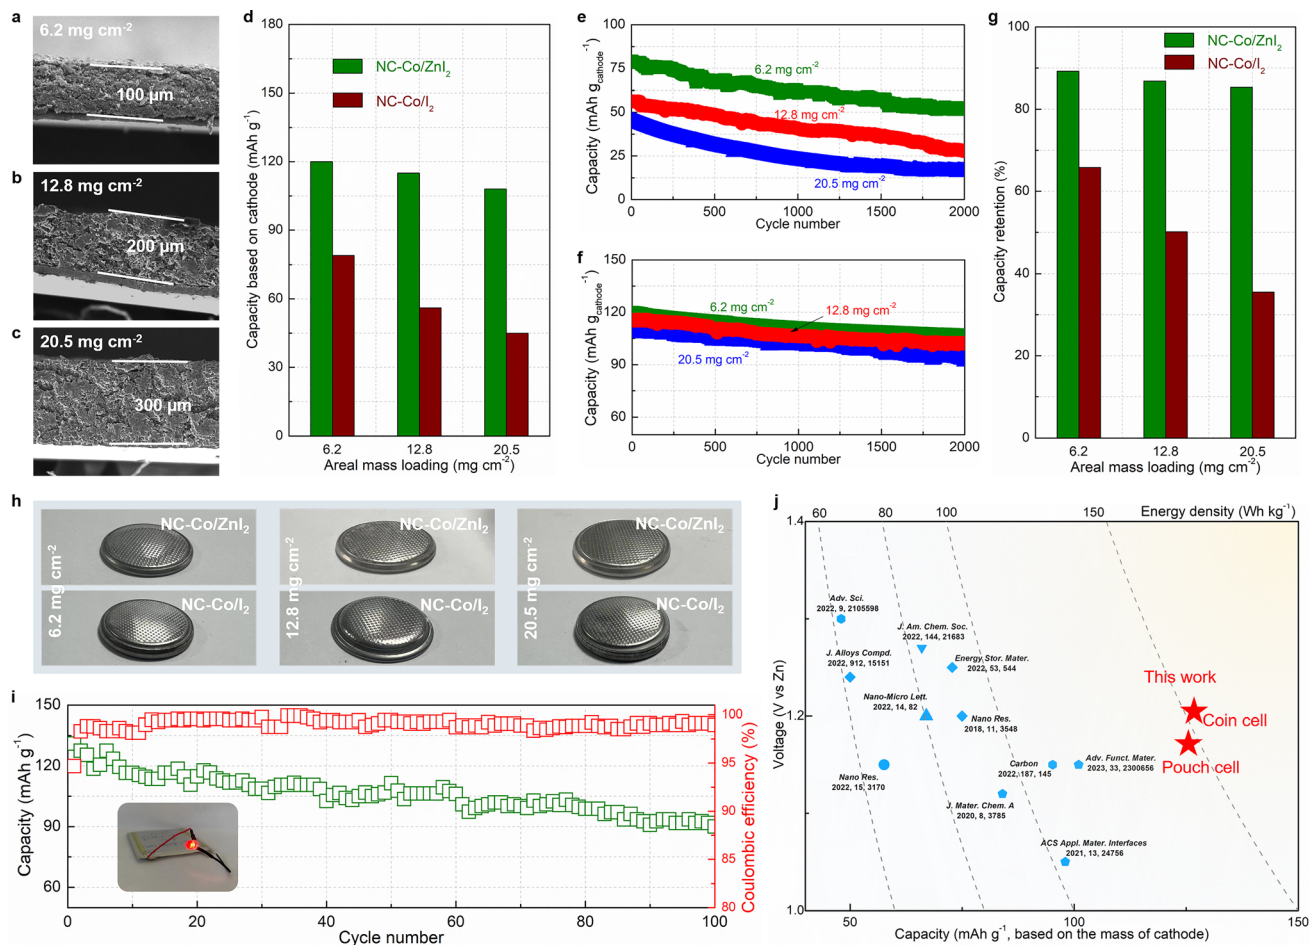 a
6.2 mg cm-2
100 µm
b
12.8 mg cm-2
200 µm
c
20.5 mg cm-2
300 µm
d
180
150
120
90
60
30
0
Capacity based on cathode (mAh g-1)
NC-Co/ZnI2
NC-Co/I2
6.2 12.8 20.5
Areal mass loading (mg cm-2)
e
100
75
50
25
0
Capacity (mAh gcathode-1)
6.2 mg cm-2
12.8 mg cm-2
20.5 mg cm-2
0 500 1000 1500 2000
Cycle number
f
150
120
90
60
Capacity (mAh gcathode-1)
6.2 mg cm-2
12.8 mg cm-2
20.5 mg cm-2
0 500 1000 1500 2000
Cycle number
g
100
80
60
40
20
0
Capacity retention (%)
NC-Co/ZnI2
NC-Co/I2
6.2 12.8 20.5
Areal mass loading (mg cm-2)
h
6.2 mg cm-2
NC-Co/ZnI2
NC-Co/I2
12.8 mg cm-2
NC-Co/ZnI2
NC-Co/I2
20.5 mg cm-2
NC-Co/ZnI2
NC-Co/I2
i
150
120
90
60
Capacity (mAh g-1)
100
95
90
85
80
Coulombic efficiency (%)
0 20 40 60 80 100
Cycle number
j
60 80 100 150 Energy density (Wh kg-1)
1.4
1.2
1.0
Voltage (V vs Zn)
Adv. Sci.
2022, 9, 2105598
J. Am. Chem. Soc.
2022, 144, 21683
J. Alloys Compd.
2022, 912, 15151
Energy Stor. Mater.
2022, 53, 544
This work
Nano-Micro Lett.
2022, 14, 82
Coin cell
Nano Res.
2018, 11, 3548
Pouch cell
Nano Res.
2022, 15, 3170
Carbon
2022, 187, 145
Adv. Funct. Mater.
2023, 33, 2300656
J. Mater. Chem. A
2020, 8, 3785
ACS Appl. Mater. Interfaces
2021, 13, 24756
50 100 150
Capacity (mAh g-1, based on the mass of cathode)